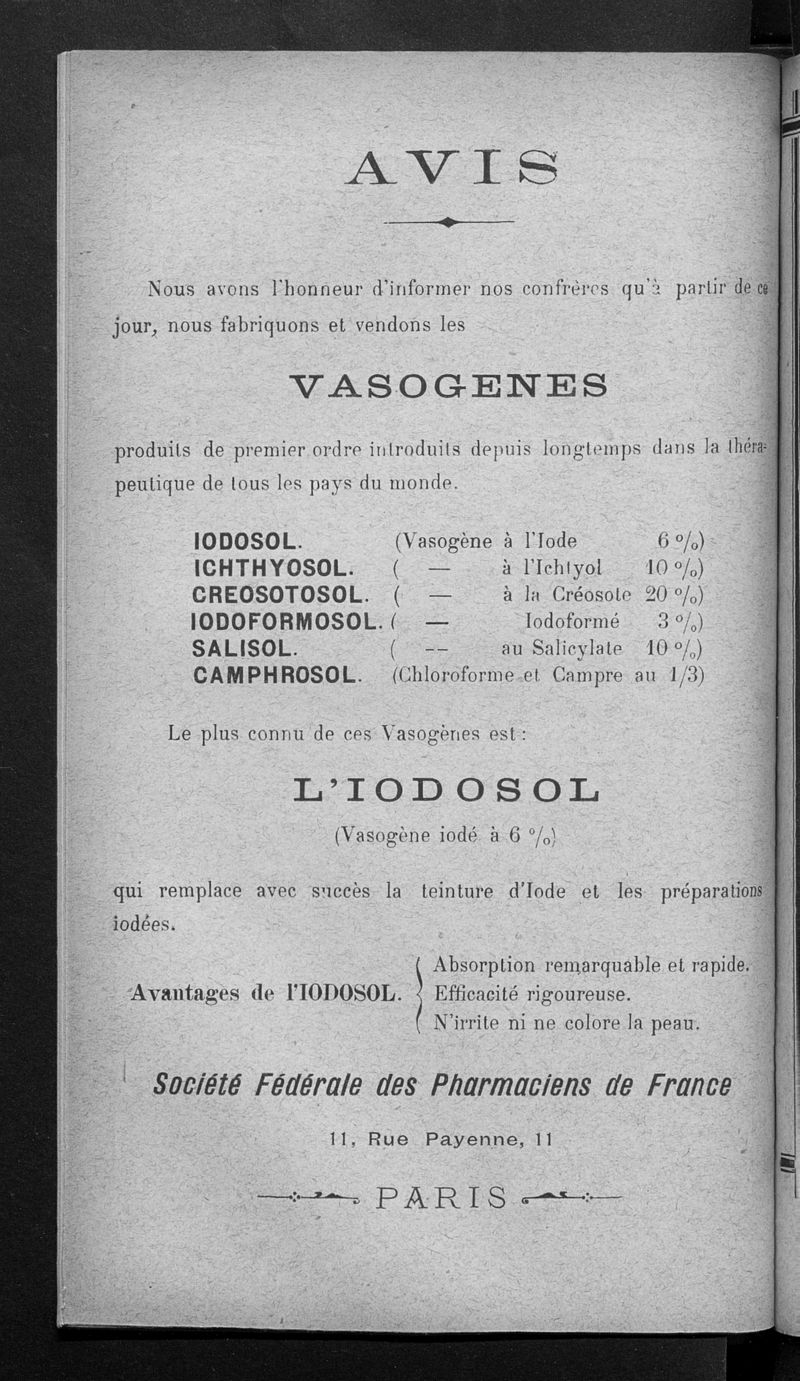 AVIS
Nous avons l'honneur d'informer nos confrères qu'à partir de ce
jour, nous fabriquons et vendons les
VASOGENES
produits de premier ordre introduits depuis longtemps dans la théra-
peutique de tous les pays du monde.
IODOSOL. (Vasogène à l'Iode 6 %)
ICHTHYOSOL. ( — à l'Ichtyol 10 %)
CREOSOTOSOL. ( — à la Créosote 20 %)
IODOFORMOSOL. ( — Iodoformé 3 %)
SALISOL. ( — au Salicylate 10 %)
CAMPHROSOL. (Chloroforme et Campre au 1/3)
Le plus connu de ces Vasogènes est :
L'IODOSOL
(Vasogène iodé à 6 %)
qui remplace avec succès la teinture d'Iode et les préparations
iodées.
Avantages de l'IODOSOL. { Absorption remarquable et rapide.
Efficacité rigoureuse.
N'irrite ni ne colore la peau.
Société Fédérale des Pharmaciens de France
11, Rue Payenne, 11
PARIS